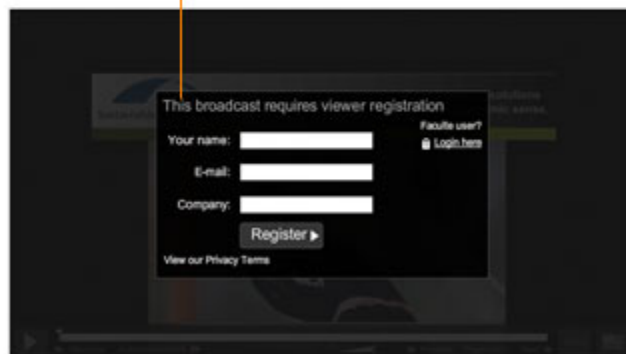 This broadcast requires viewer registration
Faculte user?
Login here
Your name:
E-mail:
Company:
Register
View our Privacy Terms